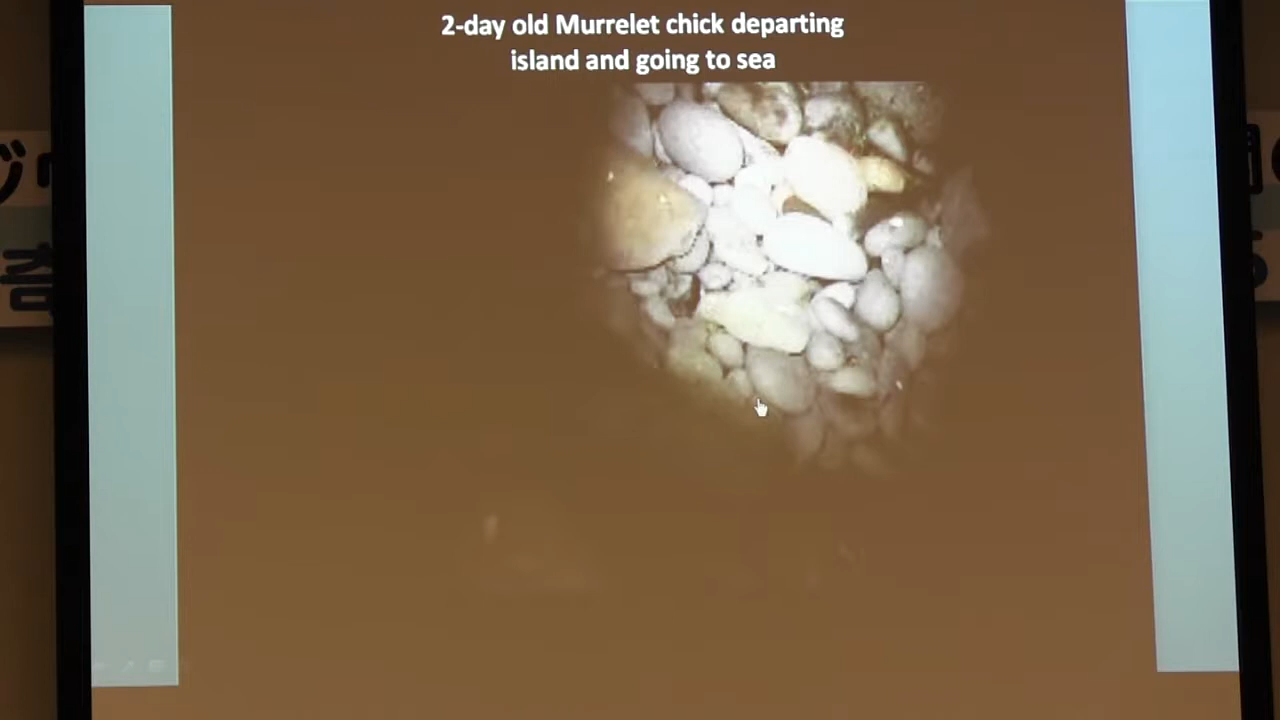 2-day old Murrelet chick departing
island and going to sea